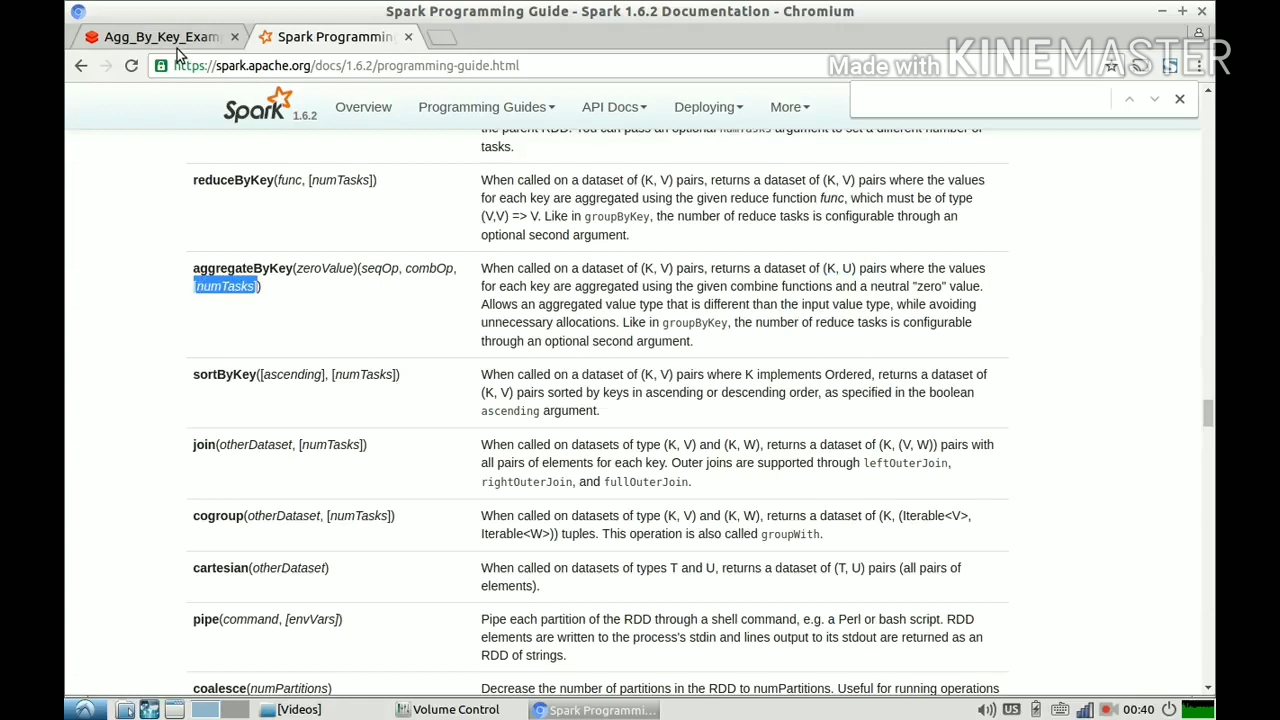 Spark Programming Guide - Spark 1.6.2 Documentation - Chromium
Agg_By_Key_Exam
Spark Programmin
https://spark.apache.org/docs/1.6.2/programming-guide.html
Made with KINEMASTER
Spark 1.6.2
Overview
Programming Guides
API Docs
Deploying
More
the parent RDD. You can pass an optional numTasks argument to set a different number of
tasks.
reduceByKey(func, [numTasks])
When called on a dataset of (K, V) pairs, returns a dataset of (K, V) pairs where the values
for each key are aggregated using the given reduce function func, which must be of type
(V,V) => V. Like in groupByKey, the number of reduce tasks is configurable through an
optional second argument.
aggregateByKey(zeroValue)(seqOp, combOp,
[numTasks])
When called on a dataset of (K, V) pairs, returns a dataset of (K, U) pairs where the values
for each key are aggregated using the given combine functions and a neutral "zero" value.
Allows an aggregated value type that is different than the input value type, while avoiding
unnecessary allocations. Like in groupByKey, the number of reduce tasks is configurable
through an optional second argument.
sortByKey([ascending], [numTasks])
When called on a dataset of (K, V) pairs where K implements Ordered, returns a dataset of
(K, V) pairs sorted by keys in ascending or descending order, as specified in the boolean
ascending argument.
join(otherDataset, [numTasks])
When called on datasets of type (K, V) and (K, W), returns a dataset of (K, (V, W)) pairs with
all pairs of elements for each key. Outer joins are supported through leftOuterJoin,
rightOuterJoin, and fullOuterJoin.
cogroup(otherDataset, [numTasks])
When called on datasets of type (K, V) and (K, W), returns a dataset of (K, (Iterable<V>,
Iterable<W>)) tuples. This operation is also called groupWith.
cartesian(otherDataset)
When called on datasets of types T and U, returns a dataset of (T, U) pairs (all pairs of
elements).
pipe(command, [envVars])
Pipe each partition of the RDD through a shell command, e.g. a Perl or bash script. RDD
elements are written to the process's stdin and lines output to its stdout are returned as an
RDD of strings.
coalesce(numPartitions)
Decrease the number of partitions in the RDD to numPartitions. Useful for running operations
[Videos]
Volume Control
Spark Programmi...
US
00:40